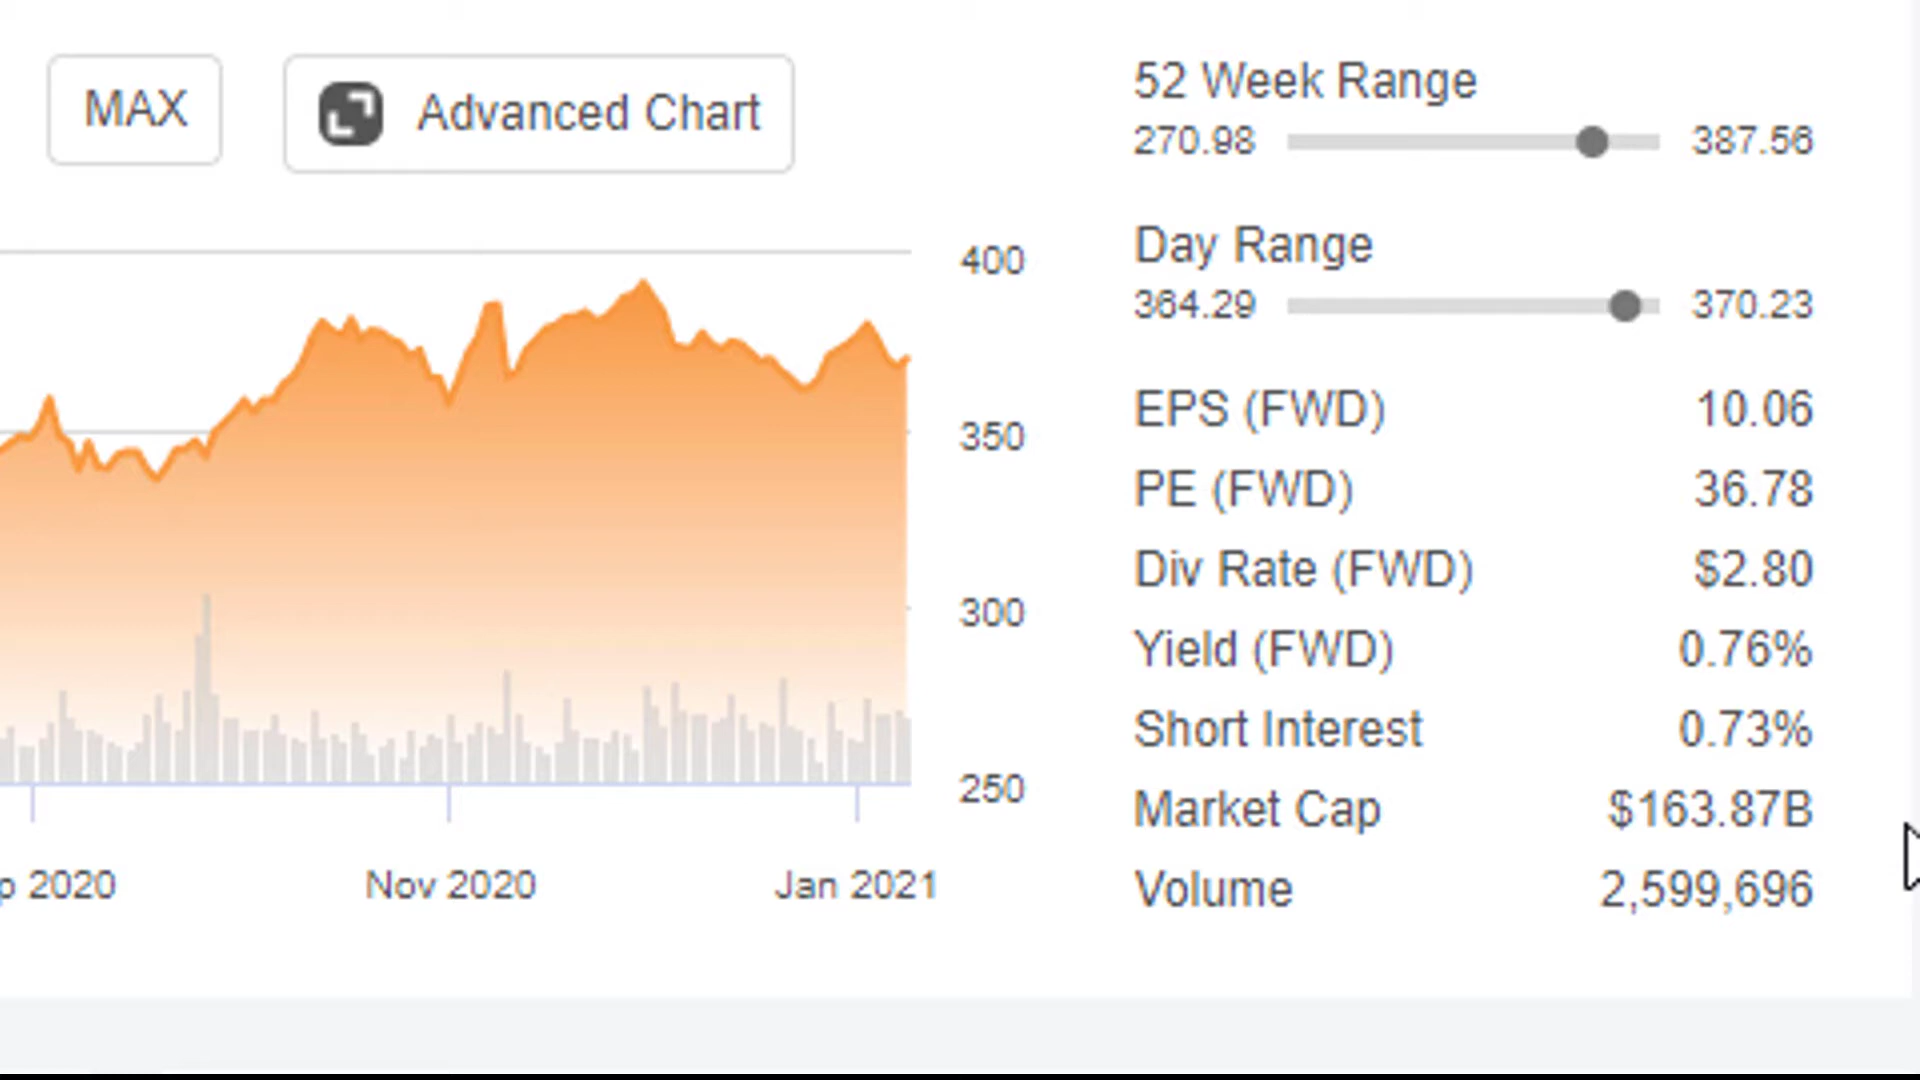 MAX
Advanced Chart
400
350
300
250
p 2020
Nov 2020
Jan 2021
52 Week Range
270.98 387.56
Day Range
364.29 370.23
EPS (FWD) 10.06
PE (FWD) 36.78
Div Rate (FWD) $2.80
Yield (FWD) 0.76%
Short Interest 0.73%
Market Cap $163.87B
Volume 2,599,696